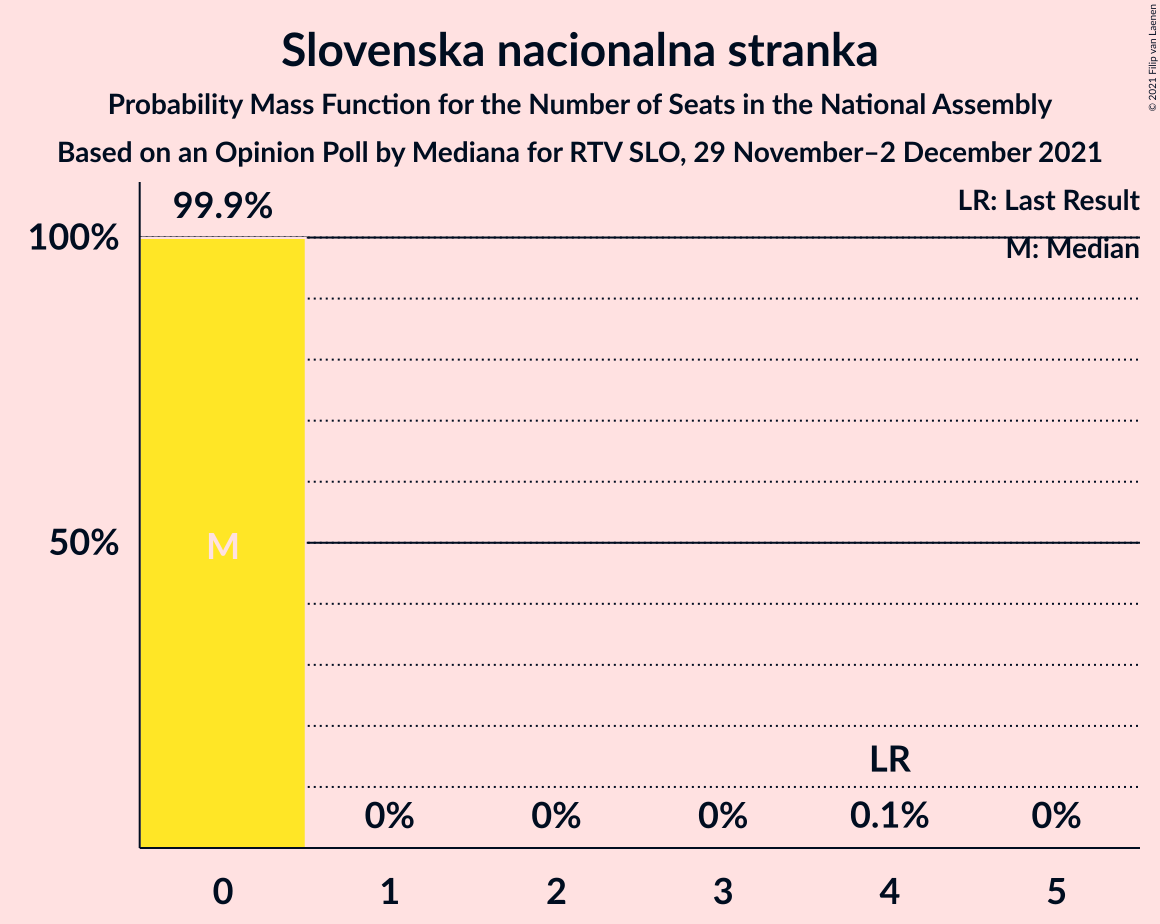 Slovenska nacionalna stranka
Probability Mass Function for the Number of Seats in the National Assembly
Based on an Opinion Poll by Mediana for RTV SLO, 29 November–2 December 2021
© 2021 Filip van Laenen
LR: Last Result
M: Median
99.9%
100%
50%
M
LR
0%
0%
0%
0.1%
0%
0
1
2
3
4
5